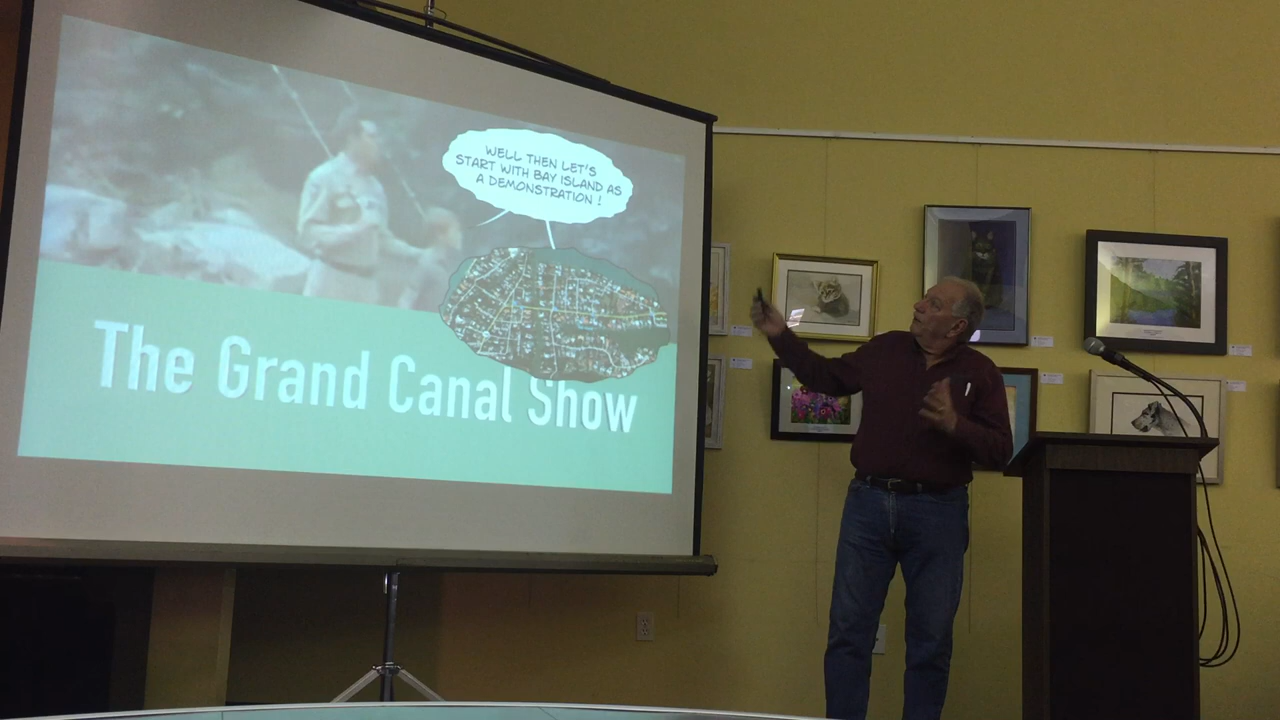 WELL THEN LET'S
START WITH BAY ISLAND AS
A DEMONSTRATION !
The Grand Canal Show